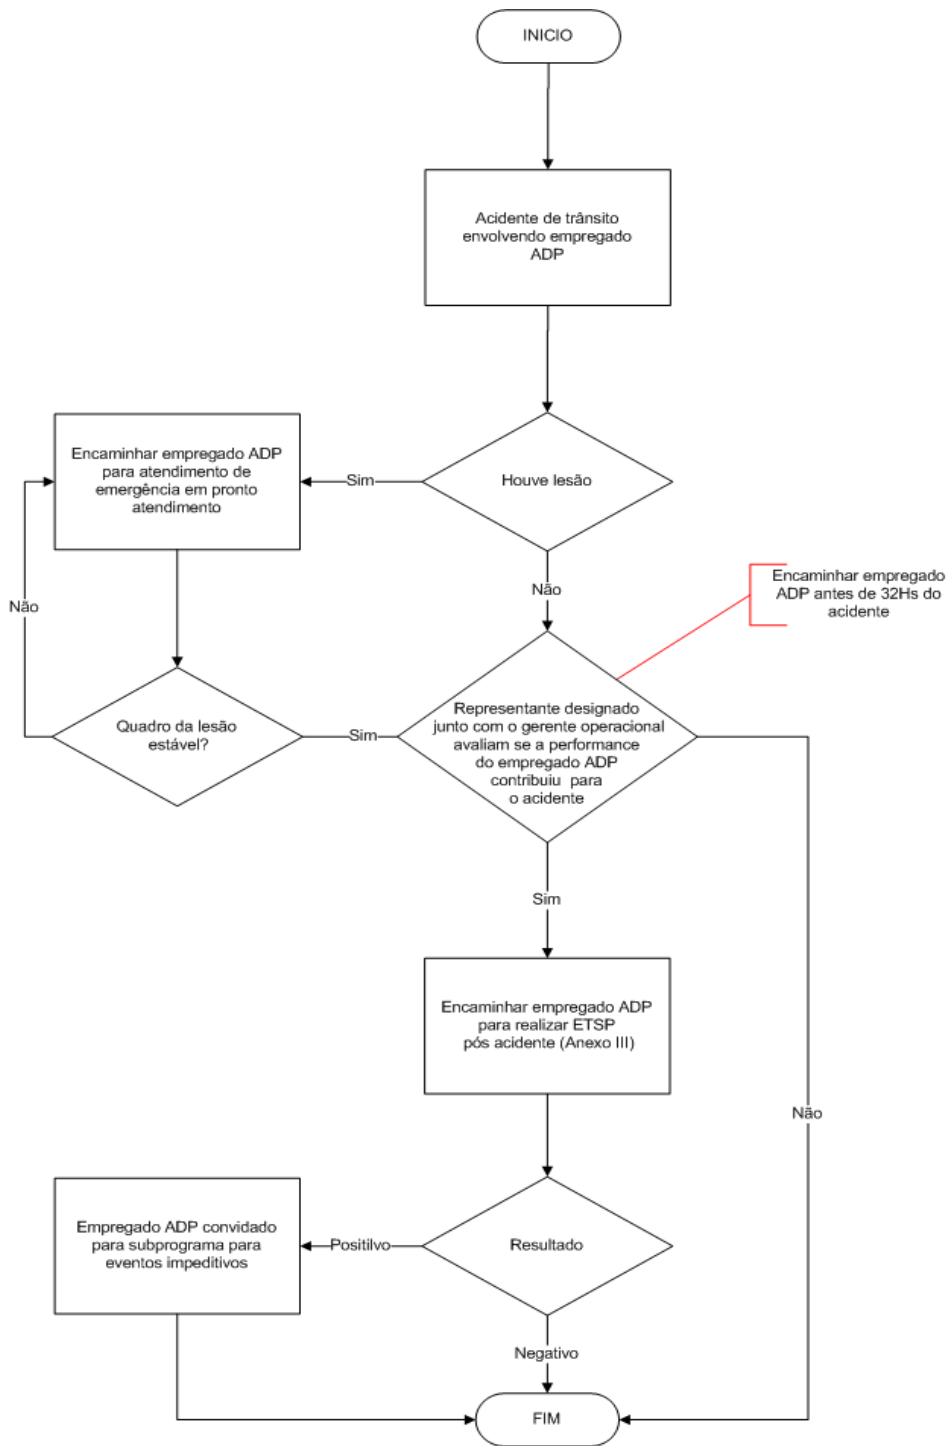 INICIO
Acidente de trânsito
envolvendo empregado
ADP
Encaminhar empregado ADP
para atendimento de
emergência em pronto
atendimento
Sim
Houve lesão
Não
Não
Encaminhar empregado
ADP antes de 32Hs do
acidente
Quadro da lesão
estável?
Sim
Representante designado
junto com o gerente operacional
avaliam se a performance
do empregado ADP
contribuiu para
o acidente
Sim
Encaminhar empregado ADP
para realizar ETSP
pós acidente (Anexo III)
Não
Empregado ADP convidado
para subprograma para
eventos impeditivos
Positilvo
Resultado
Negativo
FIM